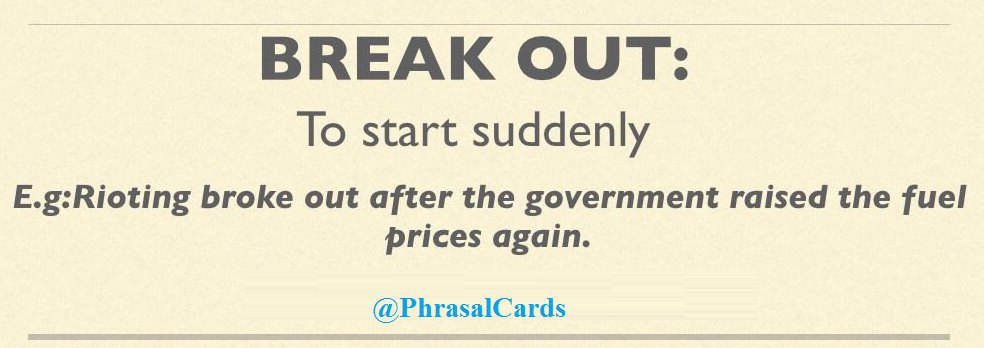 BREAK OUT:
To start suddenly
E.g:Rioting broke out after the government raised the fuel
prices again.
@PhrasalCards